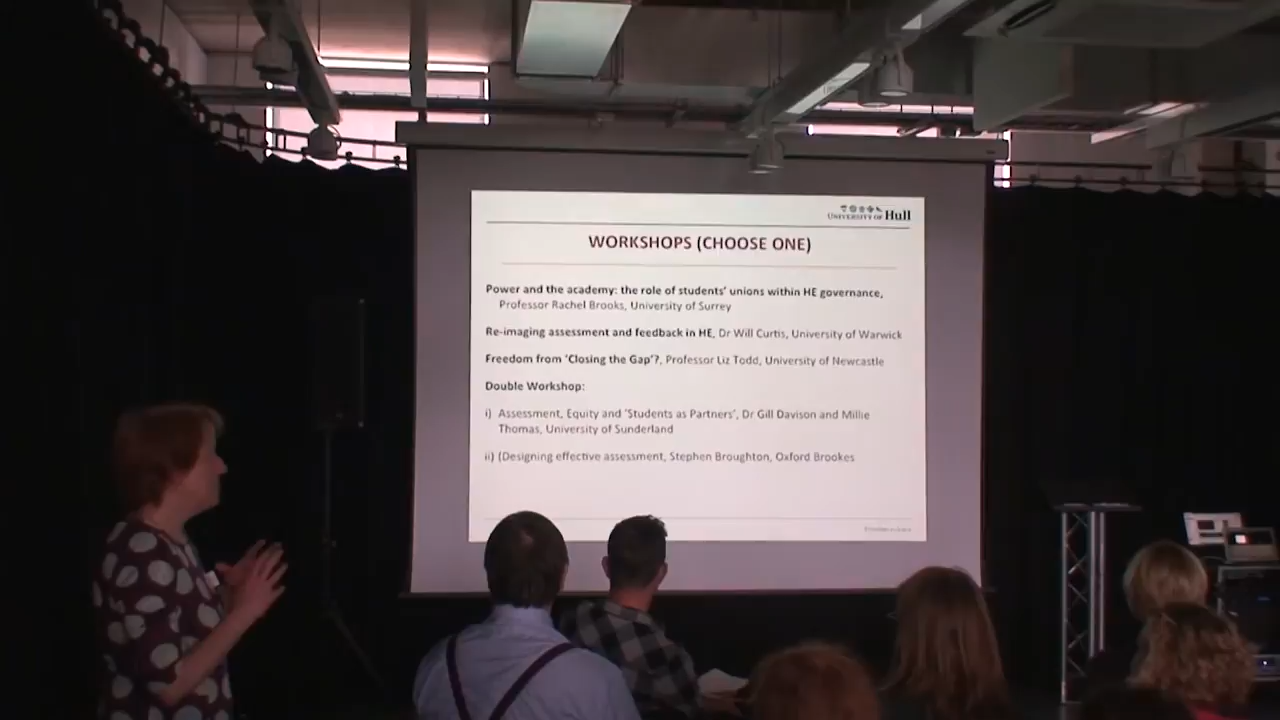 UNIVERSITY OF Hull
WORKSHOPS (CHOOSE ONE)
Power and the academy: the role of students' unions within HE governance,
Professor Rachel Brooks, University of Surrey
Re-imaging assessment and feedback in HE, Dr Will Curtis, University of Warwick
Freedom from 'Closing the Gap'?, Professor Liz Todd, University of Newcastle
Double Workshop:
i) Assessment, Equity and 'Students as Partners', Dr Gill Davison and Millie
Thomas, University of Sunderland
ii) (Designing effective assessment, Stephen Broughton, Oxford Brookes